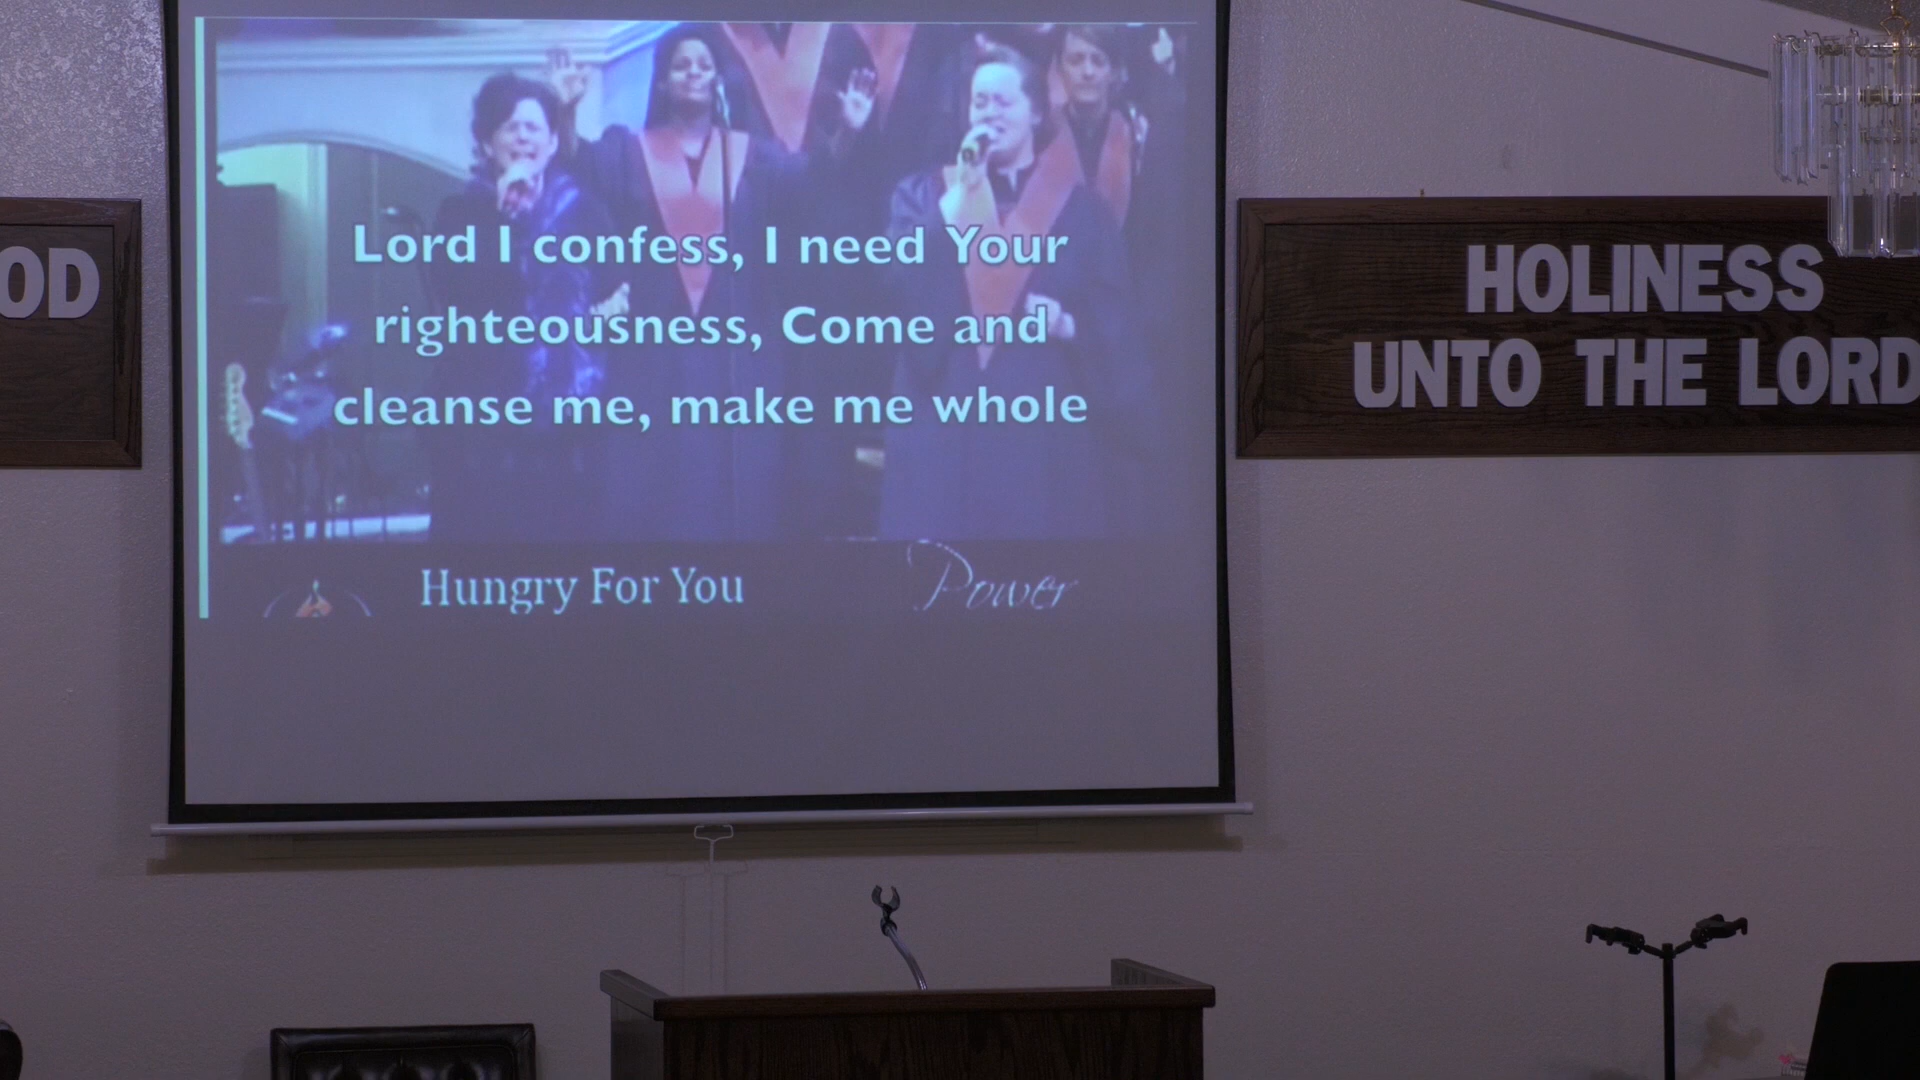 OD
Lord I confess, I need Your
righteousness, Come and
cleanse me, make me whole
Hungry For You
Power
HOLINESS
UNTO THE LORD